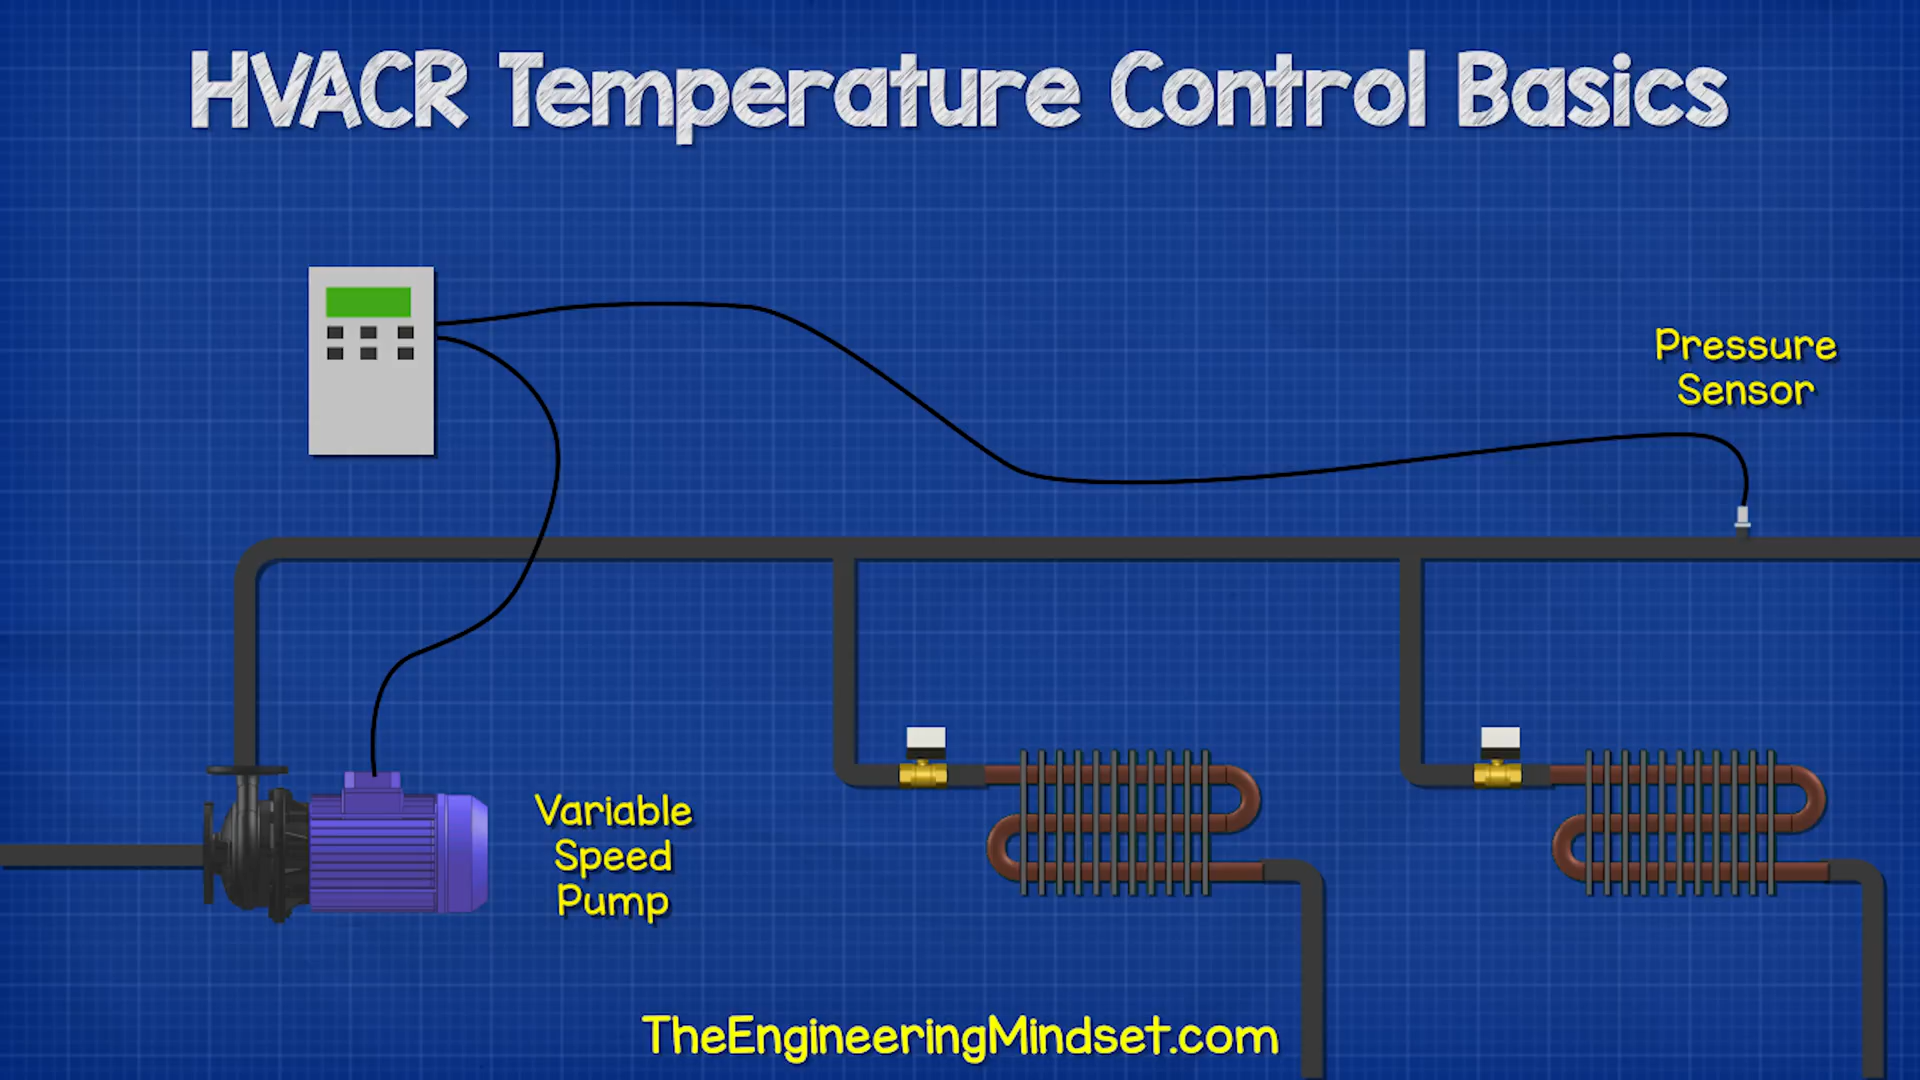 HVACR Temperature Control Basics
Pressure
Sensor
Variable
Speed
Pump
TheEngineeringMindset.com